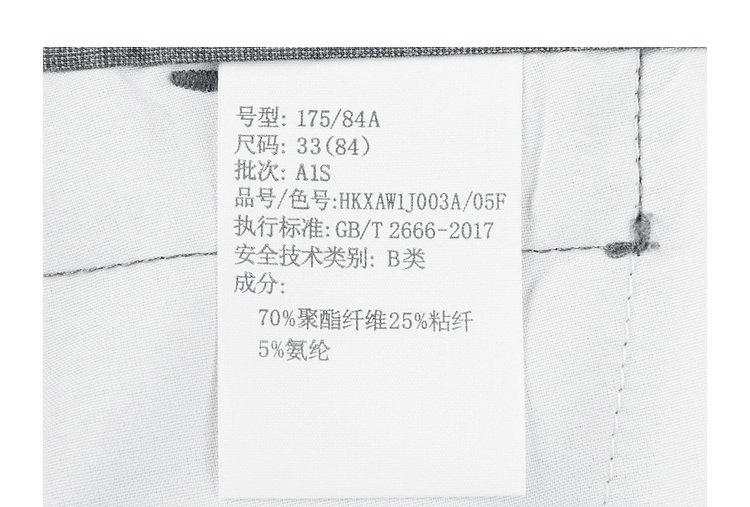 号型: 175/84A
尺码: 33(84)
批次: A1S
品号/色号:HKXAW1J003A/05F
执行标准:GB/T 2666-2017
安全技术类别: B类
成分:
70%聚酯纤维25%粘纤
5%氨纶